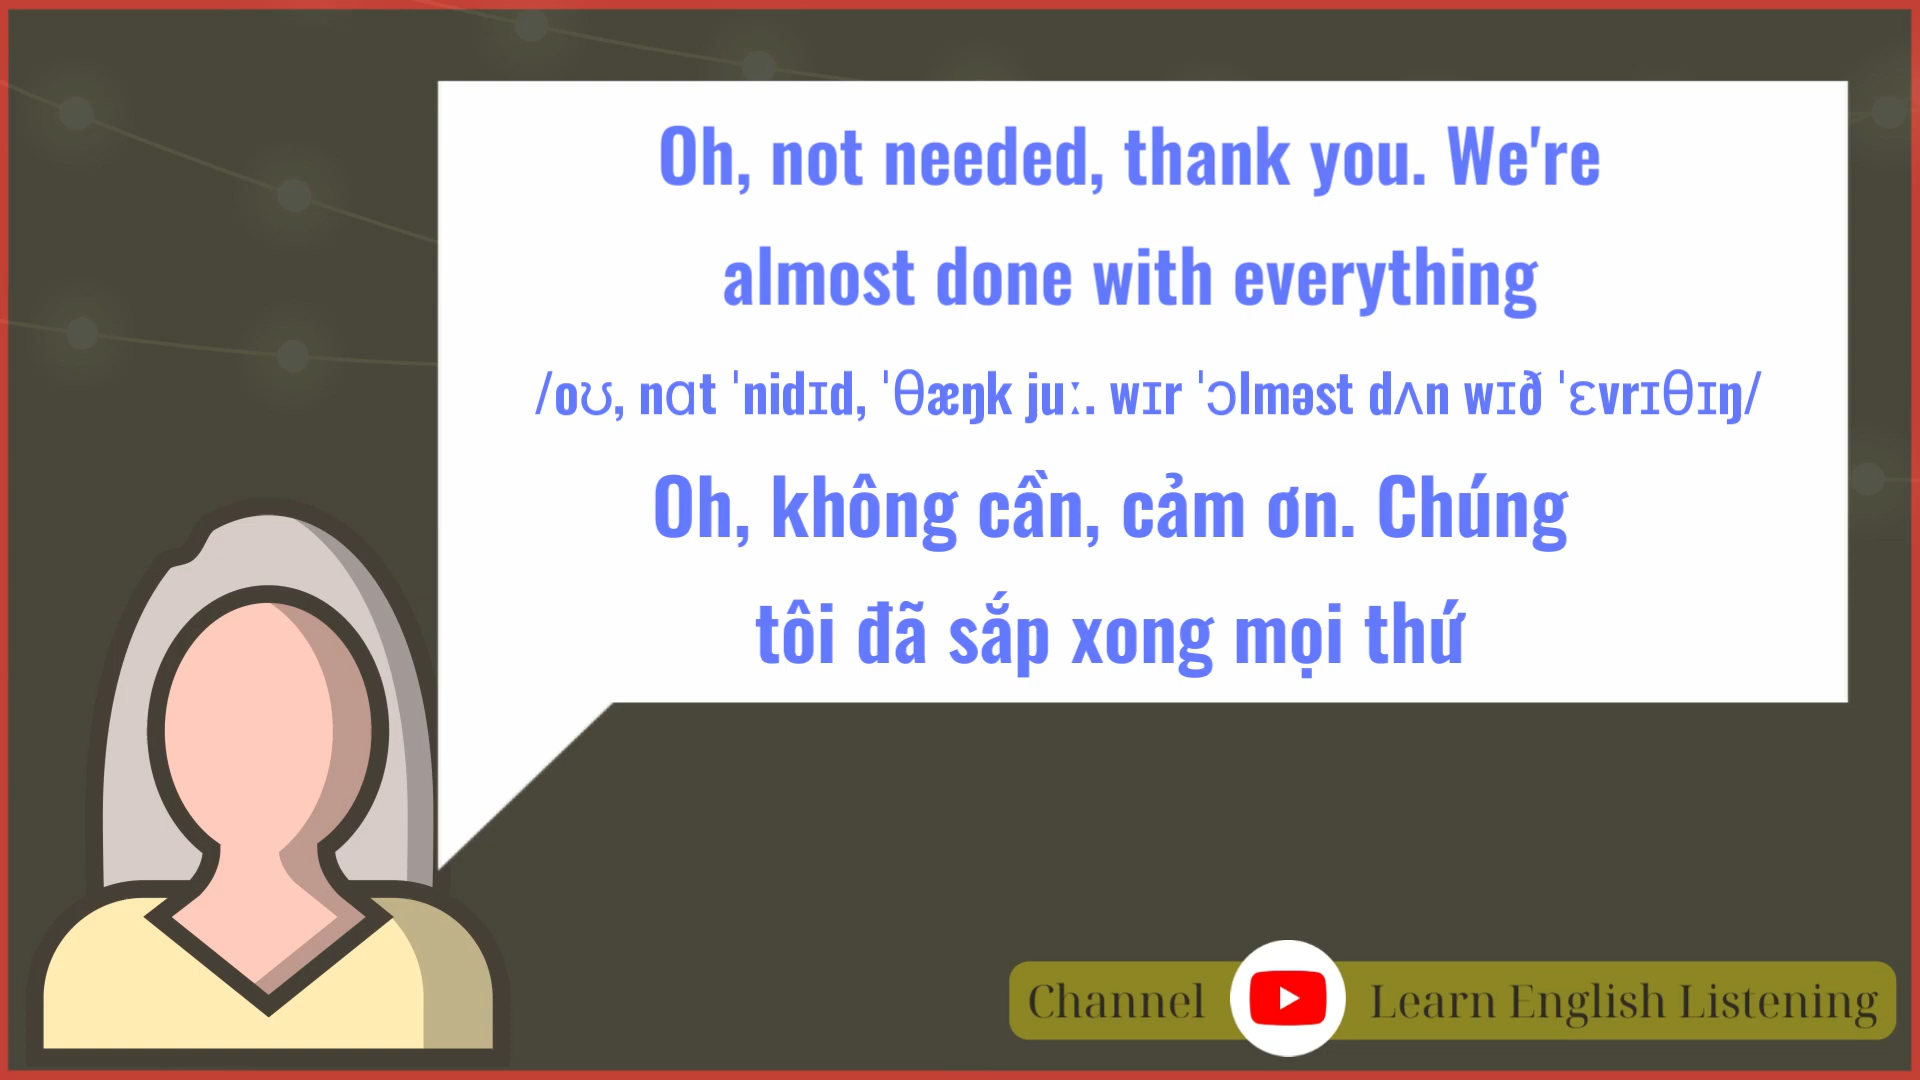 Oh, not needed, thank you. We're
almost done with everything
/oʊ, nɑt ˈnidɪd, ˈθæŋk juː. wɪr ˈɔlməst dʌn wɪð ˈɛvrɪθɪŋ/
Oh, không cần, cảm ơn. Chúng
tôi đã sắp xong mọi thứ
Channel Learn English Listening